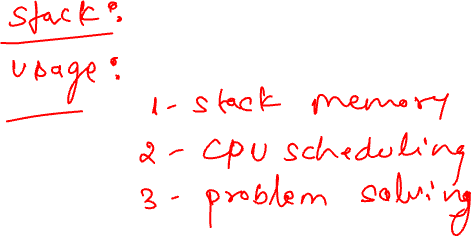 Stack:
Usage:
1- stack memory
2- CPU scheduling
3- problem solving